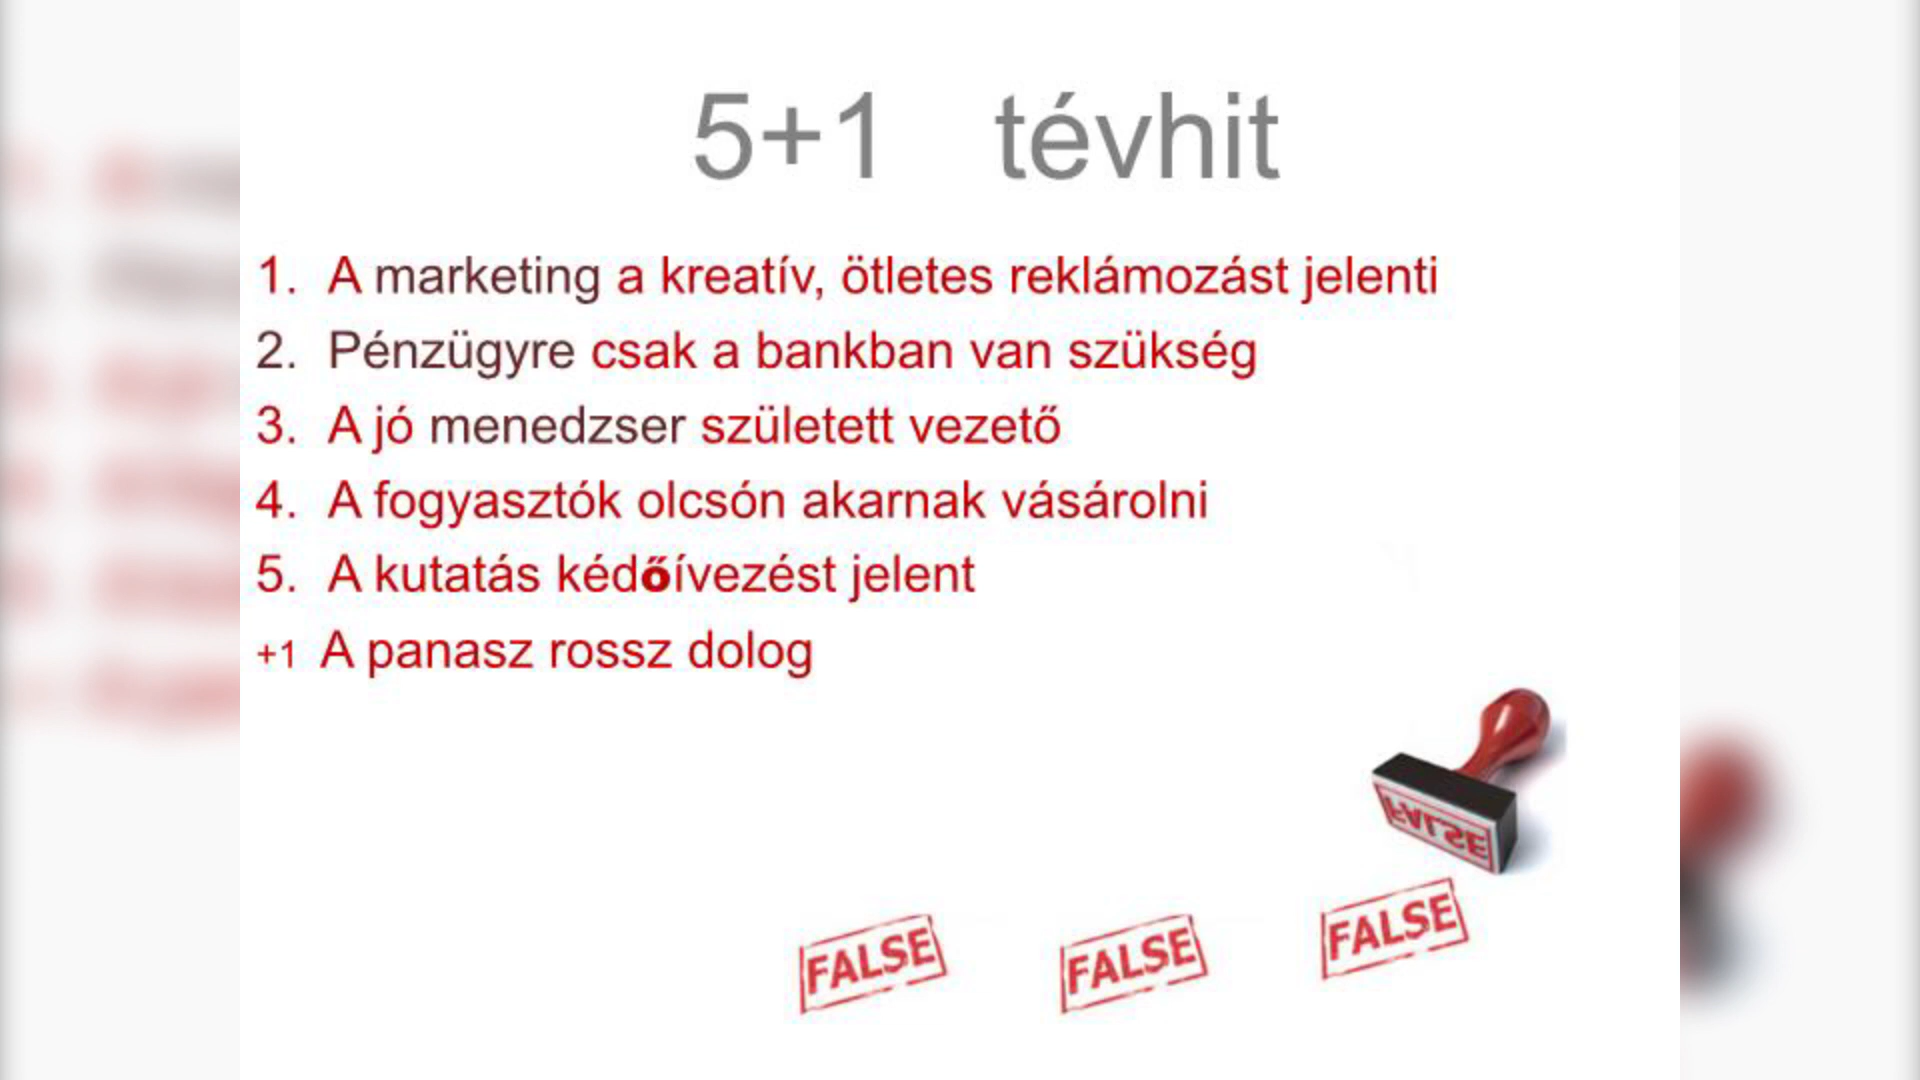 5+1 tévhit
1. A marketing a kreatív, ötletes reklámozást jelenti
2. Pénzügyre csak a bankban van szükség
3. A jó menedzser született vezető
4. A fogyasztók olcsón akarnak vásárolni
5. A kutatás kédőívezést jelent
+1 A panasz rossz dolog
FALSE
FALSE
FALSE
FALSE